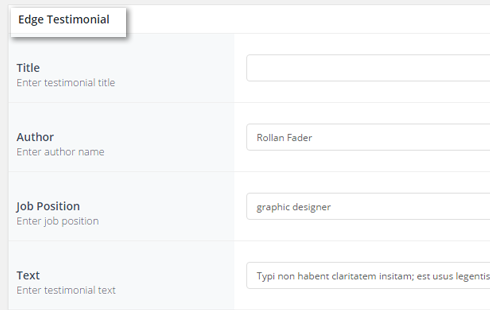 Edge Testimonial
Title
Enter testimonial title
Author
Enter author name
Rollan Fader
Job Position
Enter job position
graphic designer
Text
Enter testimonial text
Typi non habent claritatem insitam; est usus legentis